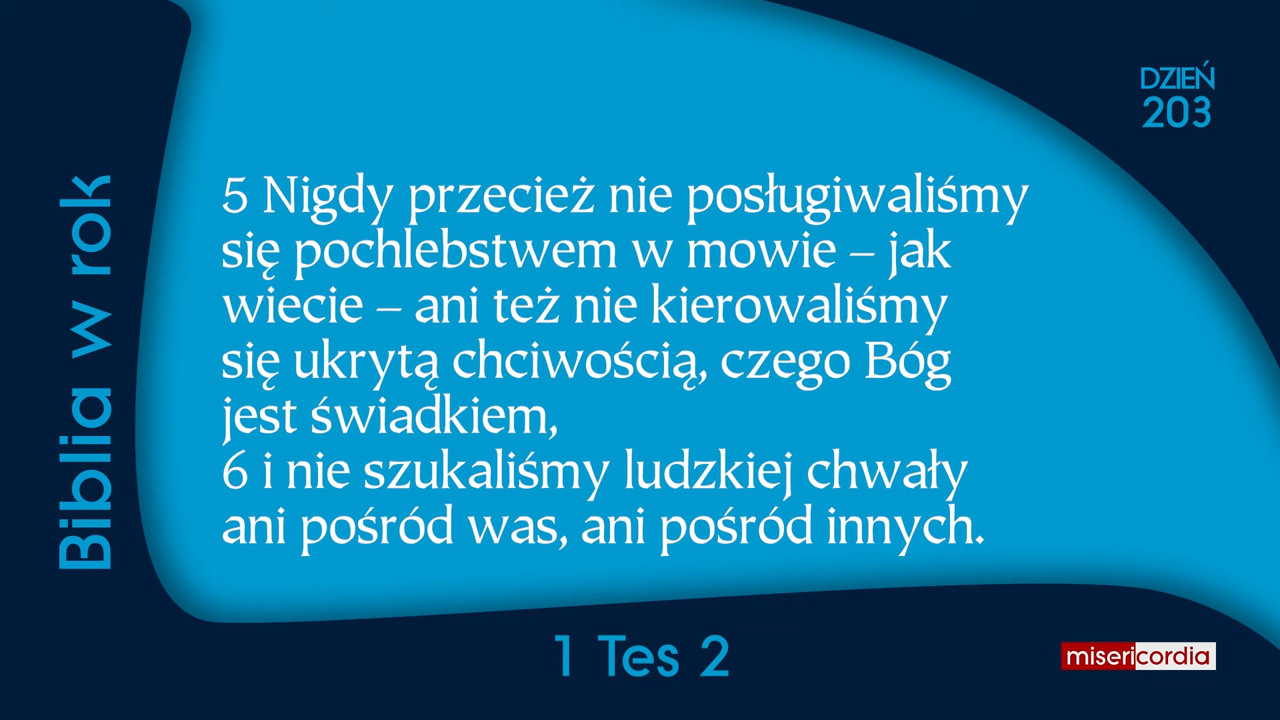 DZIEŃ
203
Biblia w rok
5 Nigdy przecież nie posługiwaliśmy
się pochlebstwem w mowie – jak
wiecie – ani też nie kierowaliśmy
się ukrytą chciwością, czego Bóg
jest świadkiem,
6 i nie szukaliśmy ludzkiej chwały
ani pośród was, ani pośród innych.
1 Tes 2
misericordia